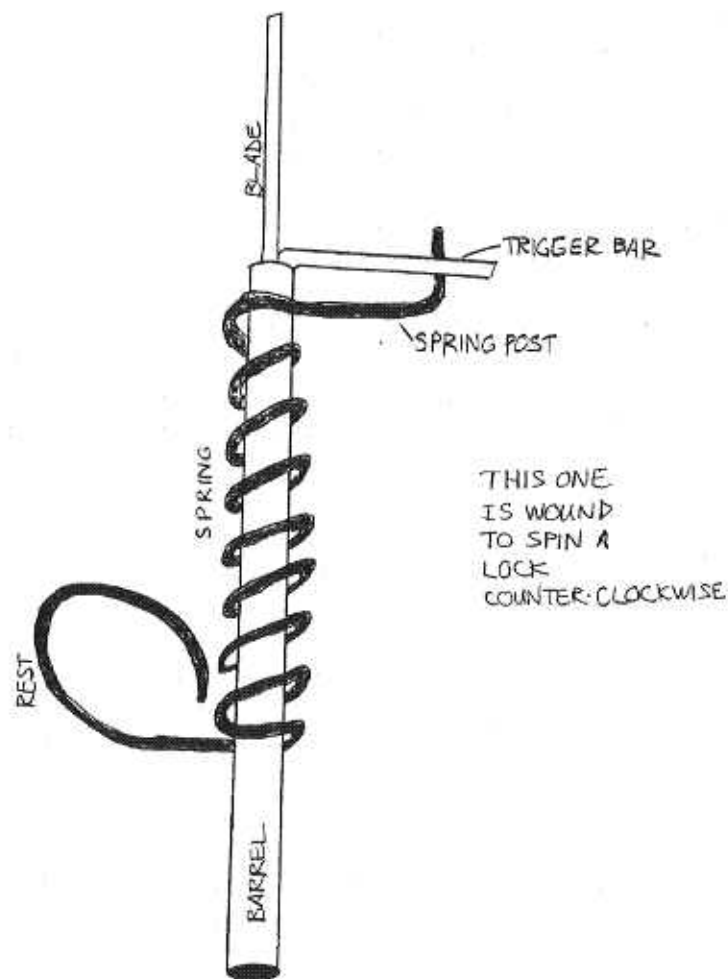 BLADE
TRIGGER BAR
SPRING POST
SPRING
THIS ONE
IS WOUND
TO SPIN A
LOCK
COUNTER-CLOCKWISE
REST
BARREL